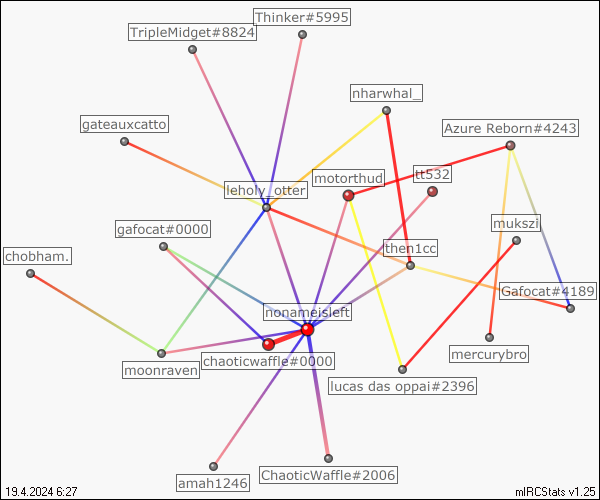 Thinker#5995
TripleMidget#8824
nharwhal_
gateauxcatto
Azure Reborn#4243
motorthud
tt532
leholy_otter
gafocat#0000
mukszi
chobham.
then1cc
Gafocat#4189
nonameisleft
chaoticwaffle#0000
mercurybro
moonraven
lucas das oppai#2396
ChaoticWaffle#2006
amah1246
19.4.2024 6:27
mIRCStats v1.25